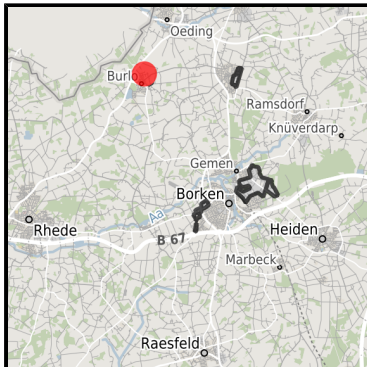 Oeding
Burlo
Ramsdorf
Knüverdarp
Gemen
Borken
Aa
Rhede
B 67
Heiden
Marbeck
Raesfeld